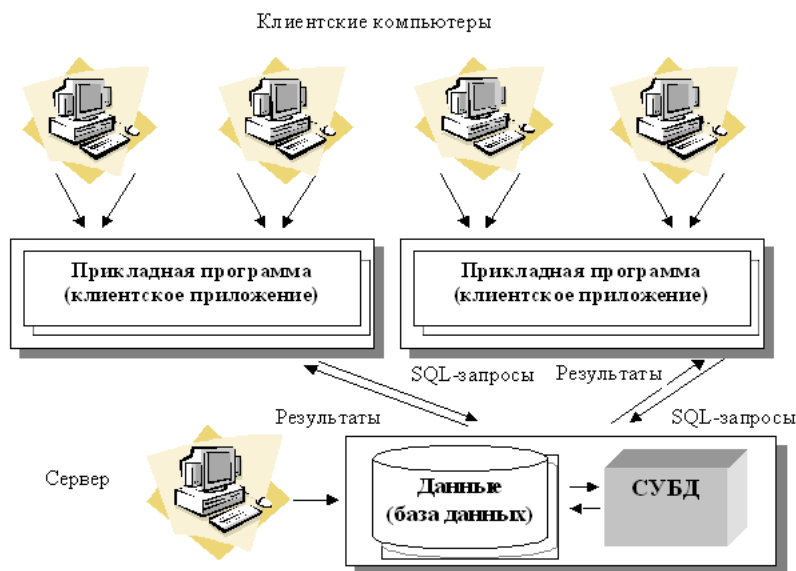 Клиентские компьютеры
Прикладная программа
(клиентское приложение)
Прикладная программа
(клиентское приложение)
SQL-запросы
Результаты
Результаты
SQL-запросы
Сервер
Данные
(база данных)
СУБД